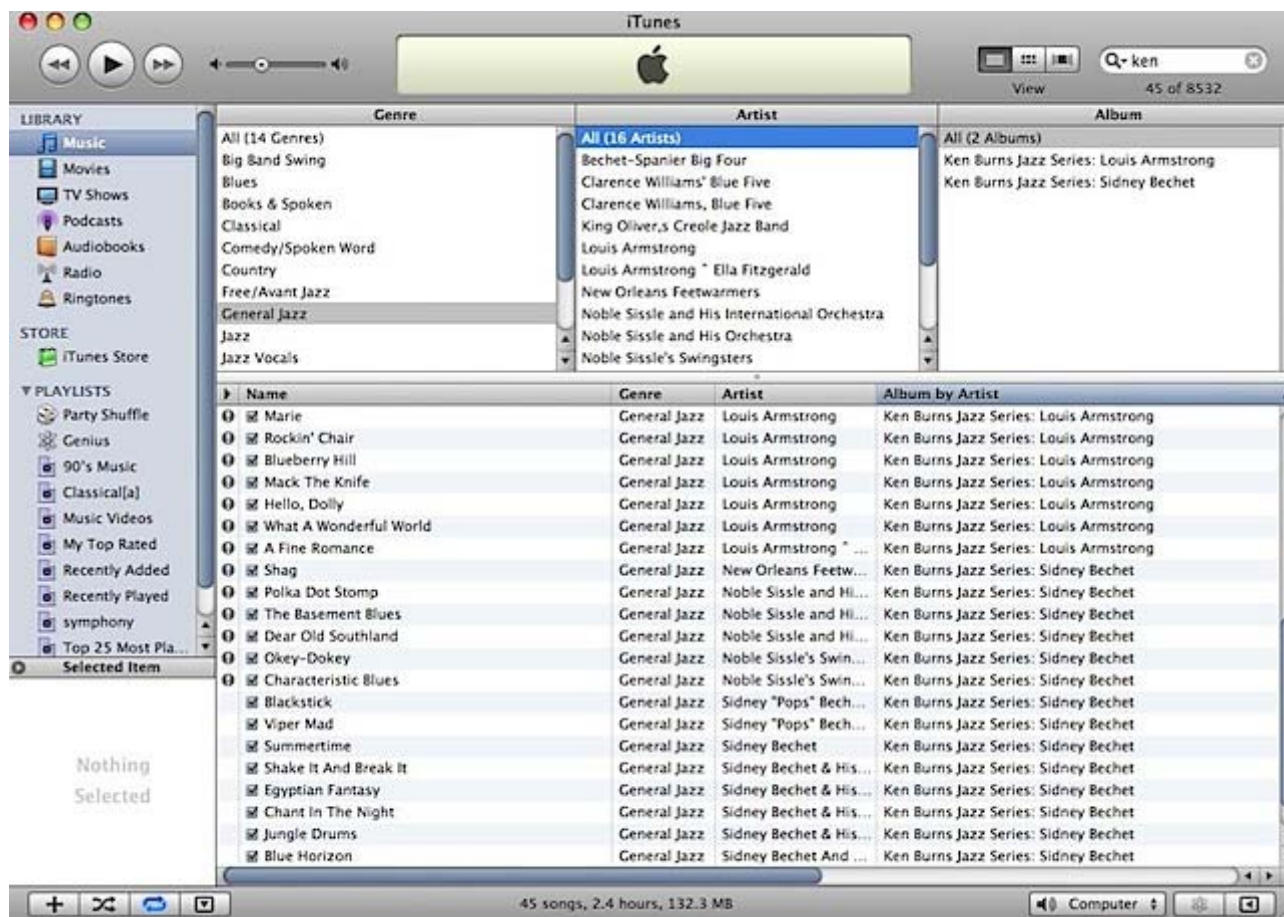 iTunes
ken
View
45 of 8532
LIBRARY
Music
Movies
TV Shows
Podcasts
Audiobooks
Radio
Ringtones
STORE
iTunes Store
PLAYLISTS
Party Shuffle
Genius
90's Music
Classical[a]
Music Videos
My Top Rated
Recently Added
Recently Played
symphony
Top 25 Most Pla...
Selected Item
Nothing
Selected
Genre
All (14 Genres)
Big Band Swing
Blues
Books & Spoken
Classical
Comedy/Spoken Word
Country
Free/Avant Jazz
General Jazz
Jazz
Jazz Vocals
Artist
All (16 Artists)
Bechet-Spanier Big Four
Clarence Williams' Blue Five
Clarence Williams, Blue Five
King Oliver,s Creole Jazz Band
Louis Armstrong
Louis Armstrong ˆ Ella Fitzgerald
New Orleans Feetwarmers
Noble Sissle and His International Orchestra
Noble Sissle and His Orchestra
Noble Sissle's Swingsters
Album
All (2 Albums)
Ken Burns Jazz Series: Louis Armstrong
Ken Burns Jazz Series: Sidney Bechet
Name Genre Artist Album by Artist
Marie General Jazz Louis Armstrong Ken Burns Jazz Series: Louis Armstrong
Rockin' Chair General Jazz Louis Armstrong Ken Burns Jazz Series: Louis Armstrong
Blueberry Hill General Jazz Louis Armstrong Ken Burns Jazz Series: Louis Armstrong
Mack The Knife General Jazz Louis Armstrong Ken Burns Jazz Series: Louis Armstrong
Hello, Dolly General Jazz Louis Armstrong Ken Burns Jazz Series: Louis Armstrong
What A Wonderful World General Jazz Louis Armstrong Ken Burns Jazz Series: Louis Armstrong
A Fine Romance General Jazz Louis Armstrong ˆ ... Ken Burns Jazz Series: Louis Armstrong
Shag General Jazz New Orleans Feetw... Ken Burns Jazz Series: Sidney Bechet
Polka Dot Stomp General Jazz Noble Sissle and Hi... Ken Burns Jazz Series: Sidney Bechet
The Basement Blues General Jazz Noble Sissle and Hi... Ken Burns Jazz Series: Sidney Bechet
Dear Old Southland General Jazz Noble Sissle and Hi... Ken Burns Jazz Series: Sidney Bechet
Okey-Dokey General Jazz Noble Sissle's Swin... Ken Burns Jazz Series: Sidney Bechet
Characteristic Blues General Jazz Noble Sissle's Swin... Ken Burns Jazz Series: Sidney Bechet
Blackstick General Jazz Sidney "Pops" Bech... Ken Burns Jazz Series: Sidney Bechet
Viper Mad General Jazz Sidney "Pops" Bech... Ken Burns Jazz Series: Sidney Bechet
Summertime General Jazz Sidney Bechet Ken Burns Jazz Series: Sidney Bechet
Shake It And Break It General Jazz Sidney Bechet & His... Ken Burns Jazz Series: Sidney Bechet
Egyptian Fantasy General Jazz Sidney Bechet & His... Ken Burns Jazz Series: Sidney Bechet
Chant In The Night General Jazz Sidney Bechet & His... Ken Burns Jazz Series: Sidney Bechet
Jungle Drums General Jazz Sidney Bechet & His... Ken Burns Jazz Series: Sidney Bechet
Blue Horizon General Jazz Sidney Bechet And ... Ken Burns Jazz Series: Sidney Bechet
45 songs, 2.4 hours, 132.3 MB
Computer